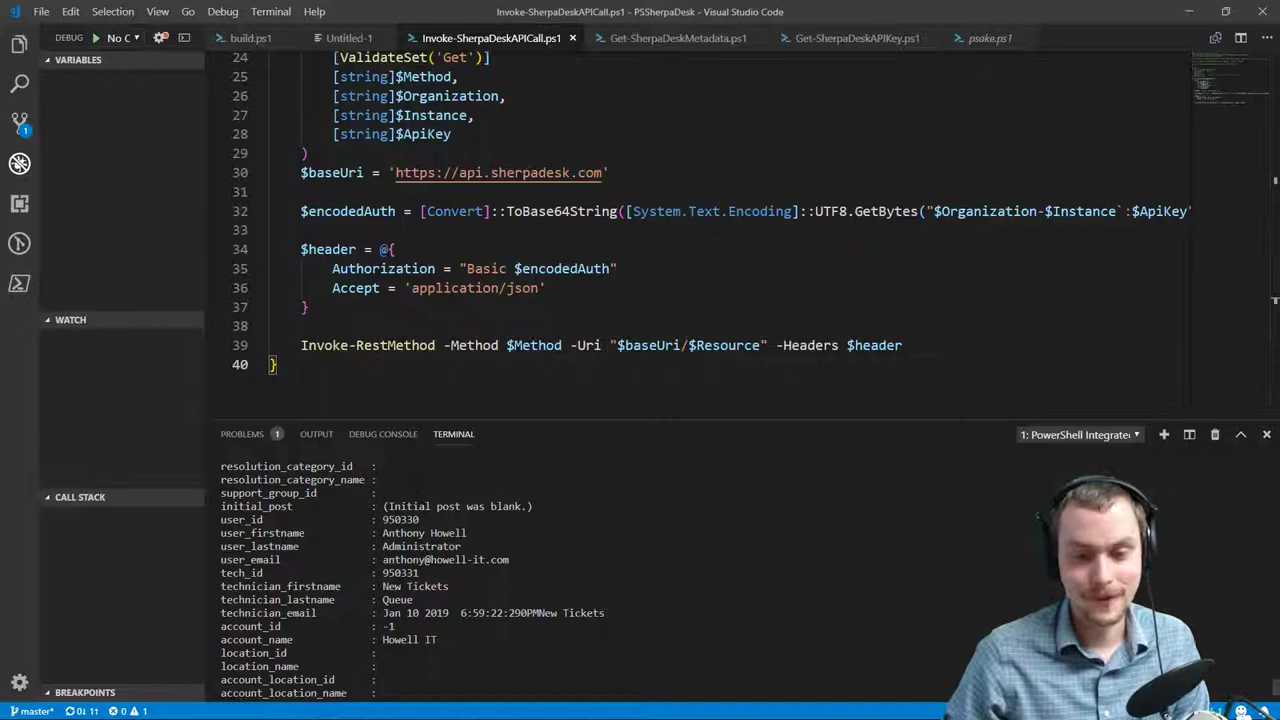 File Edit Selection View Go Debug Terminal Help Invoke-SherpaDeskAPICall.ps1 - PSSherpaDesk - Visual Studio Code
DEBUG No C build.ps1 Untitled-1 Invoke-SherpaDeskAPICall.ps1 Get-SherpaDeskMetadata.ps1 Get-SherpaDeskAPIKey.ps1 psake.ps1
VARIABLES
WATCH
CALL STACK
BREAKPOINTS
24 [ValidateSet('Get')]
25 [string]$Method,
26 [string]$Organization,
27 [string]$Instance,
28 [string]$ApiKey
29 )
30 $baseUri = 'https://api.sherpadesk.com'
31
32 $encodedAuth = [Convert]::ToBase64String([System.Text.Encoding]::UTF8.GetBytes("$Organization-$Instance`:$ApiKey"
33
34 $header = @{
35 Authorization = "Basic $encodedAuth"
36 Accept = 'application/json'
37 }
38
39 Invoke-RestMethod -Method $Method -Uri "$baseUri/$Resource" -Headers $header
40 }
PROBLEMS 1 OUTPUT DEBUG CONSOLE TERMINAL 1: PowerShell Integrate
resolution_category_id :
resolution_category_name :
support_group_id :
initial_post : (Initial post was blank.)
user_id : 950330
user_firstname : Anthony Howell
user_lastname : Administrator
user_email : anthony@howell-it.com
tech_id : 950331
technician_firstname : New Tickets
technician_lastname : Queue
technician_email : Jan 10 2019  6:59:22:290PMNew Tickets
account_id : -1
account_name : Howell IT
location_id :
location_name :
account_location_id :
account_location_name :
master* 0↓ 1↑ 0 1